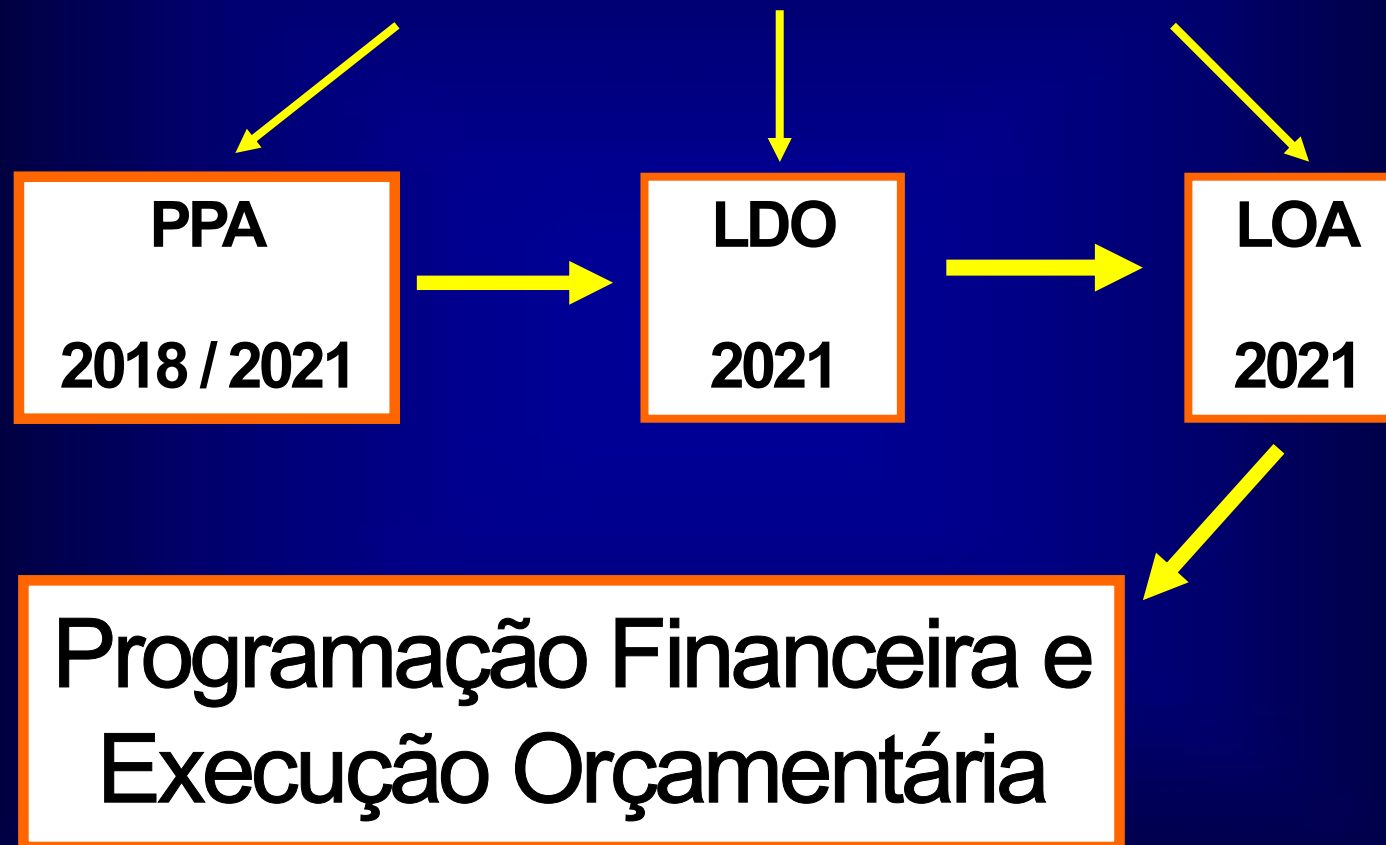 PPA
2018 / 2021
LDO
2021
LOA
2021
Programação Financeira e
Execução Orçamentária